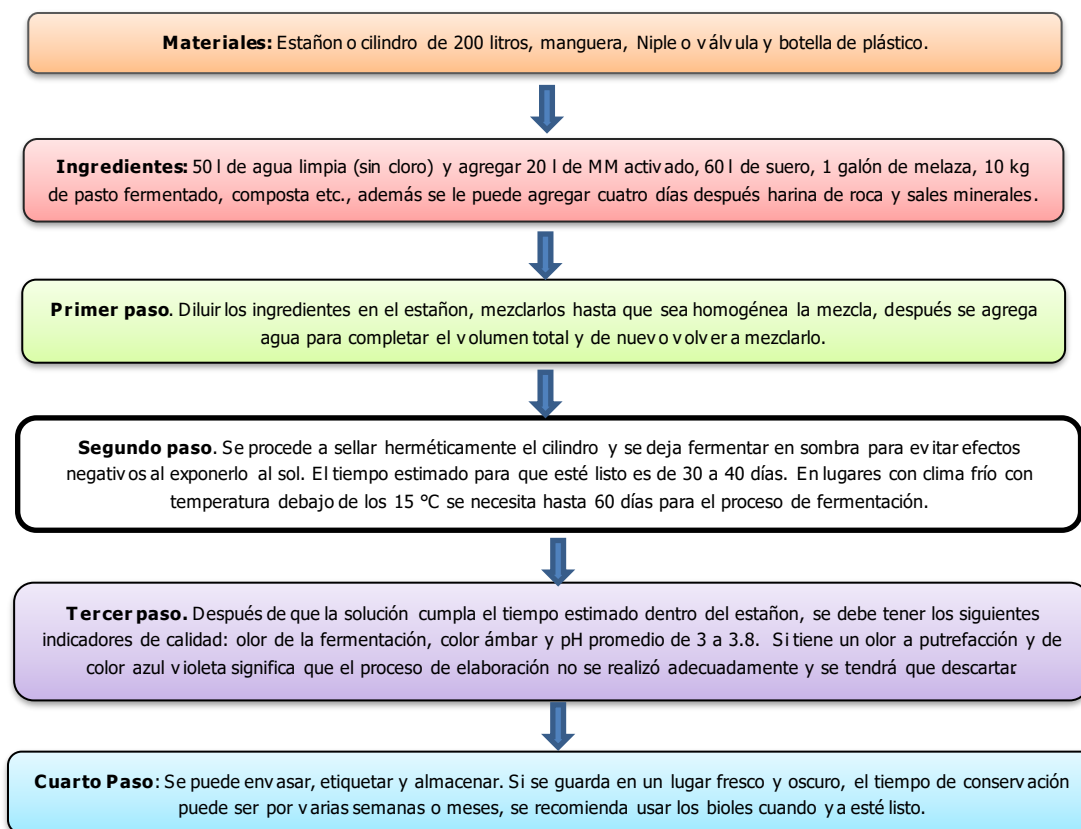 Materiales: Estañon o cilindro de 200 litros, manguera, Niple o válvula y botella de plástico.
Ingredientes: 50 l de agua limpia (sin cloro) y agregar 20 l de MM activado, 60 l de suero, 1 galón de melaza, 10 kg
de pasto fermentado, composta etc., además se le puede agregar cuatro días después harina de roca y sales minerales.
Primer paso. Diluir los ingredientes en el estañon, mezclarlos hasta que sea homogénea la mezcla, después se agrega
agua para completar el volumen total y de nuevo volver a mezclarlo.
Segundo paso. Se procede a sellar herméticamente el cilindro y se deja fermentar en sombra para evitar efectos
negativos al exponerlo al sol. El tiempo estimado para que esté listo es de 30 a 40 días. En lugares con clima frío con
temperatura debajo de los 15 °C se necesita hasta 60 días para el proceso de fermentación.
Tercer paso. Después de que la solución cumpla el tiempo estimado dentro del estañon, se debe tener los siguientes
indicadores de calidad: olor de la fermentación, color ámbar y pH promedio de 3 a 3.8. Si tiene un olor a putrefacción y de
color azul violeta significa que el proceso de elaboración no se realizó adecuadamente y se tendrá que descartar.
Cuarto Paso: Se puede envasar, etiquetar y almacenar. Si se guarda en un lugar fresco y oscuro, el tiempo de conservación
puede ser por varias semanas o meses, se recomienda usar los bioles cuando ya esté listo.